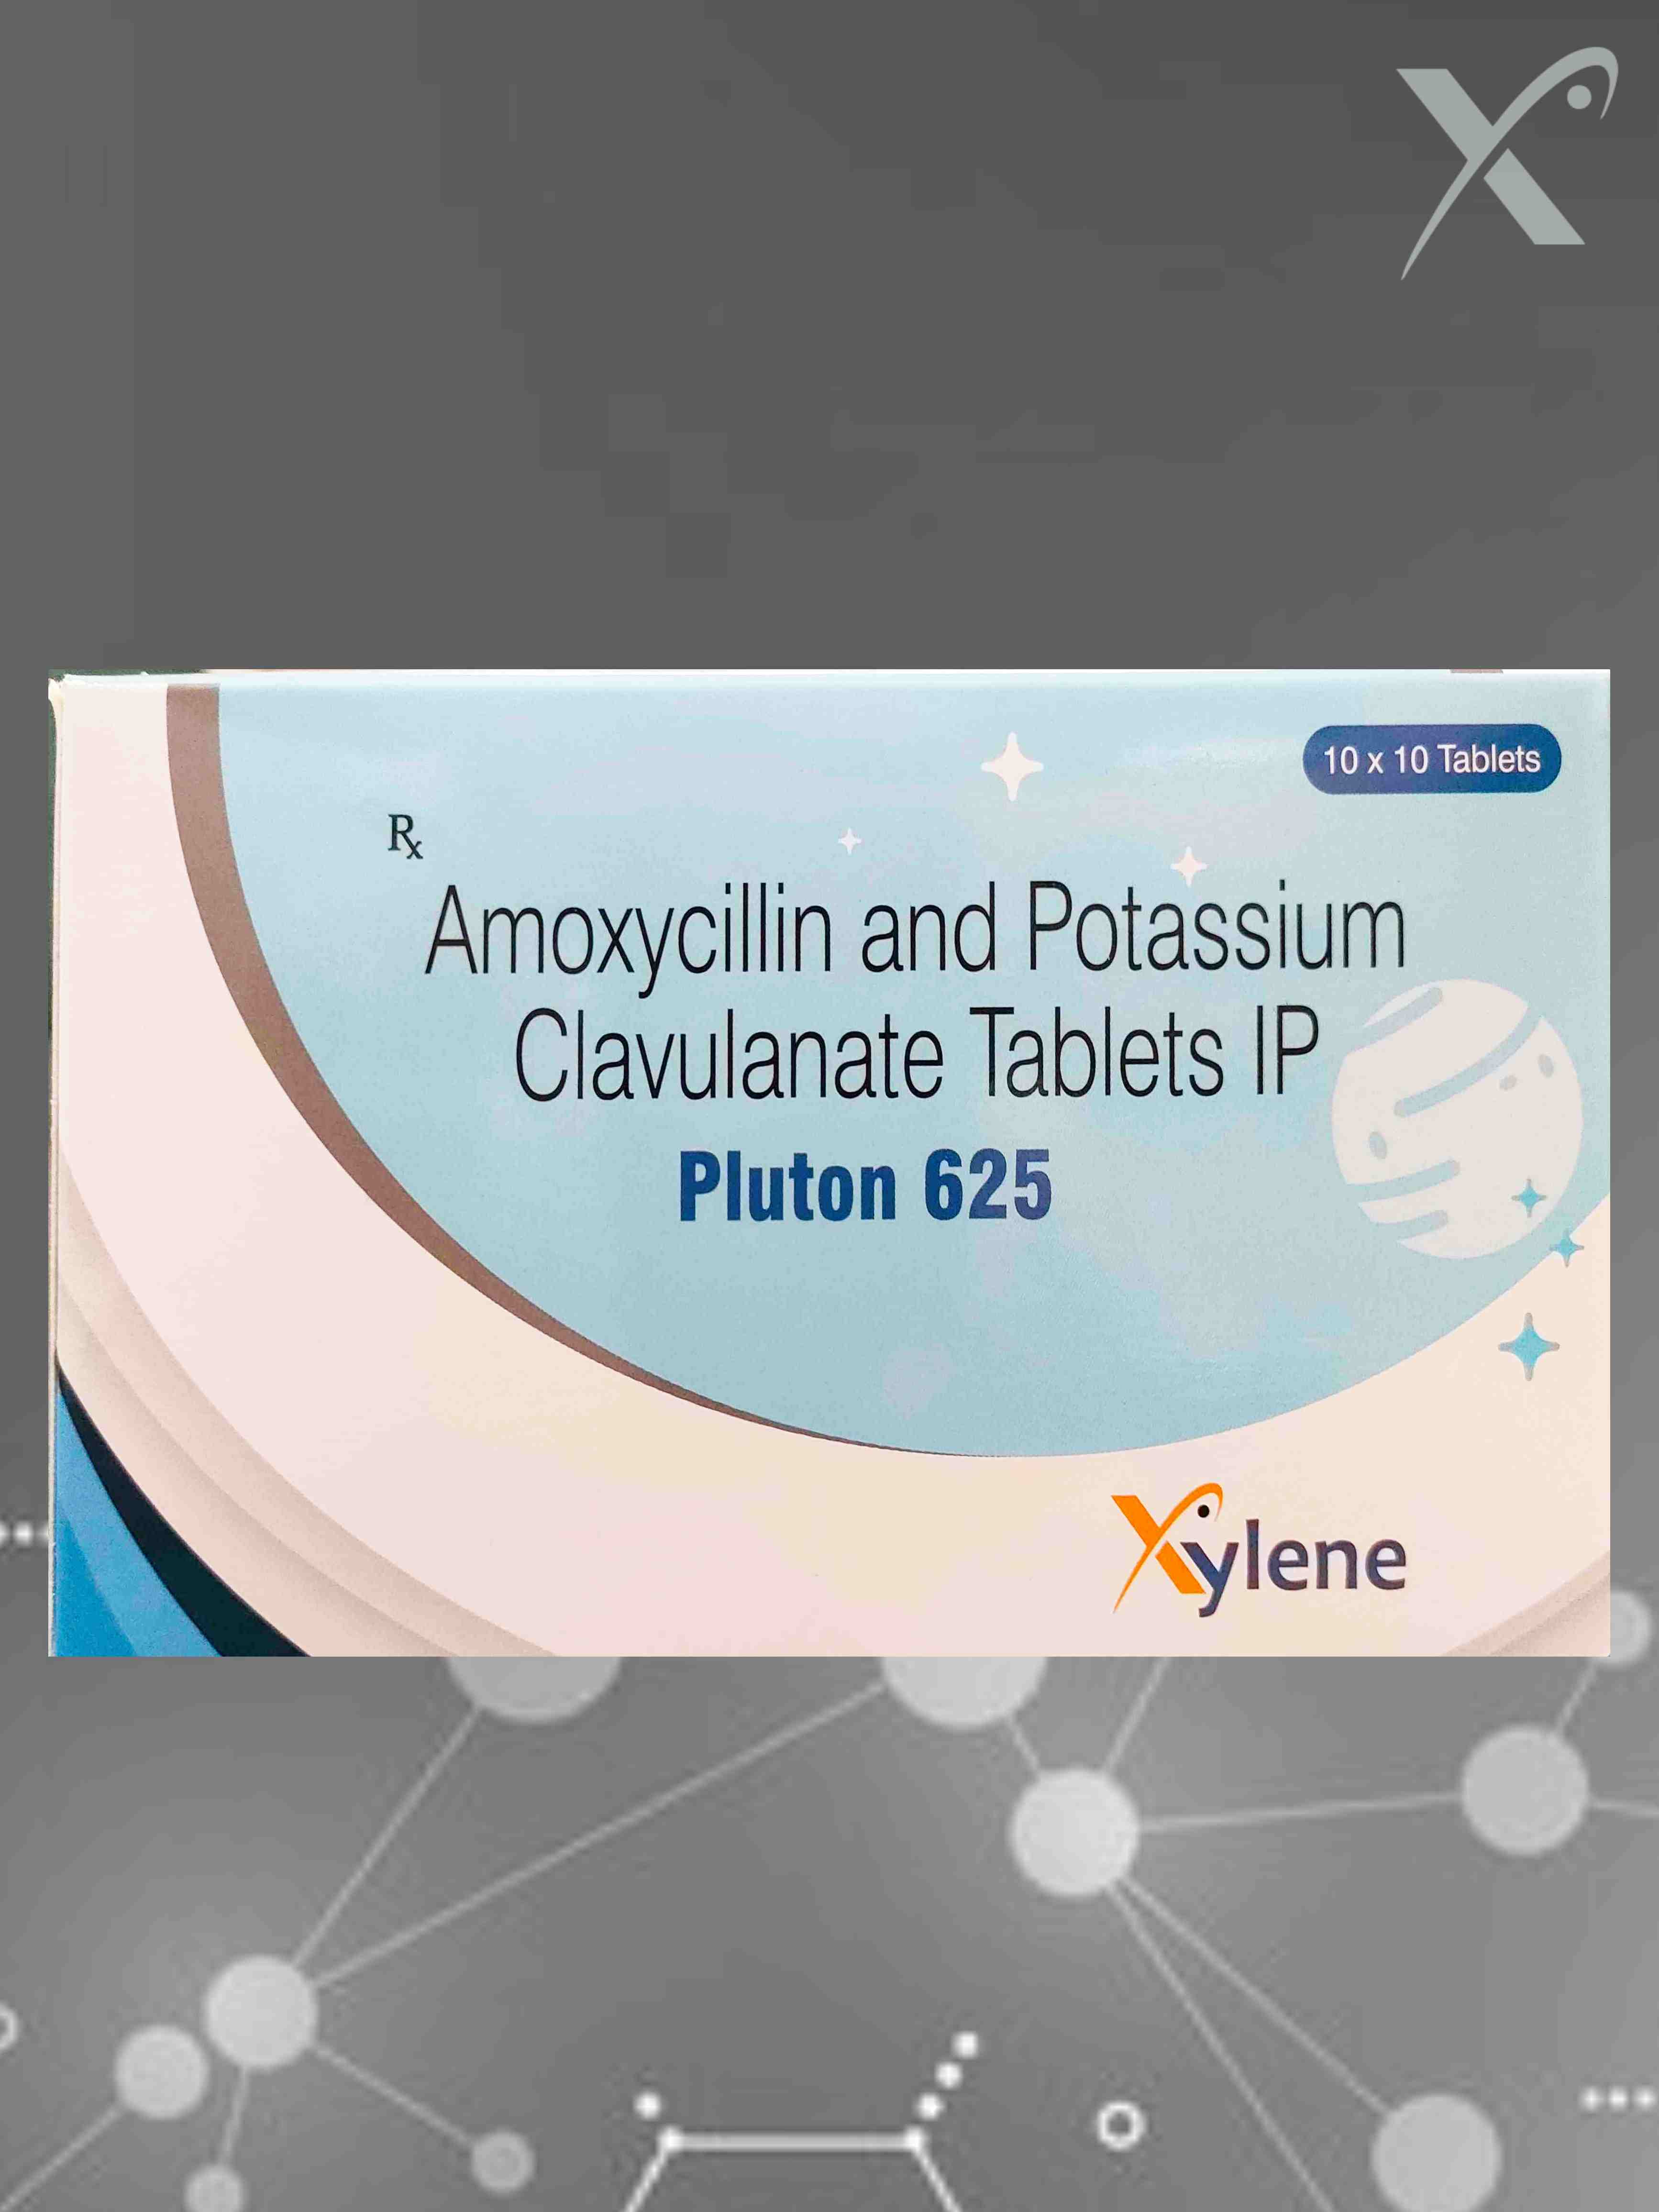 10 x 10 Tablets
Rx
Amoxycillin and Potassium
Clavulanate Tablets IP
Pluton 625
Xylene